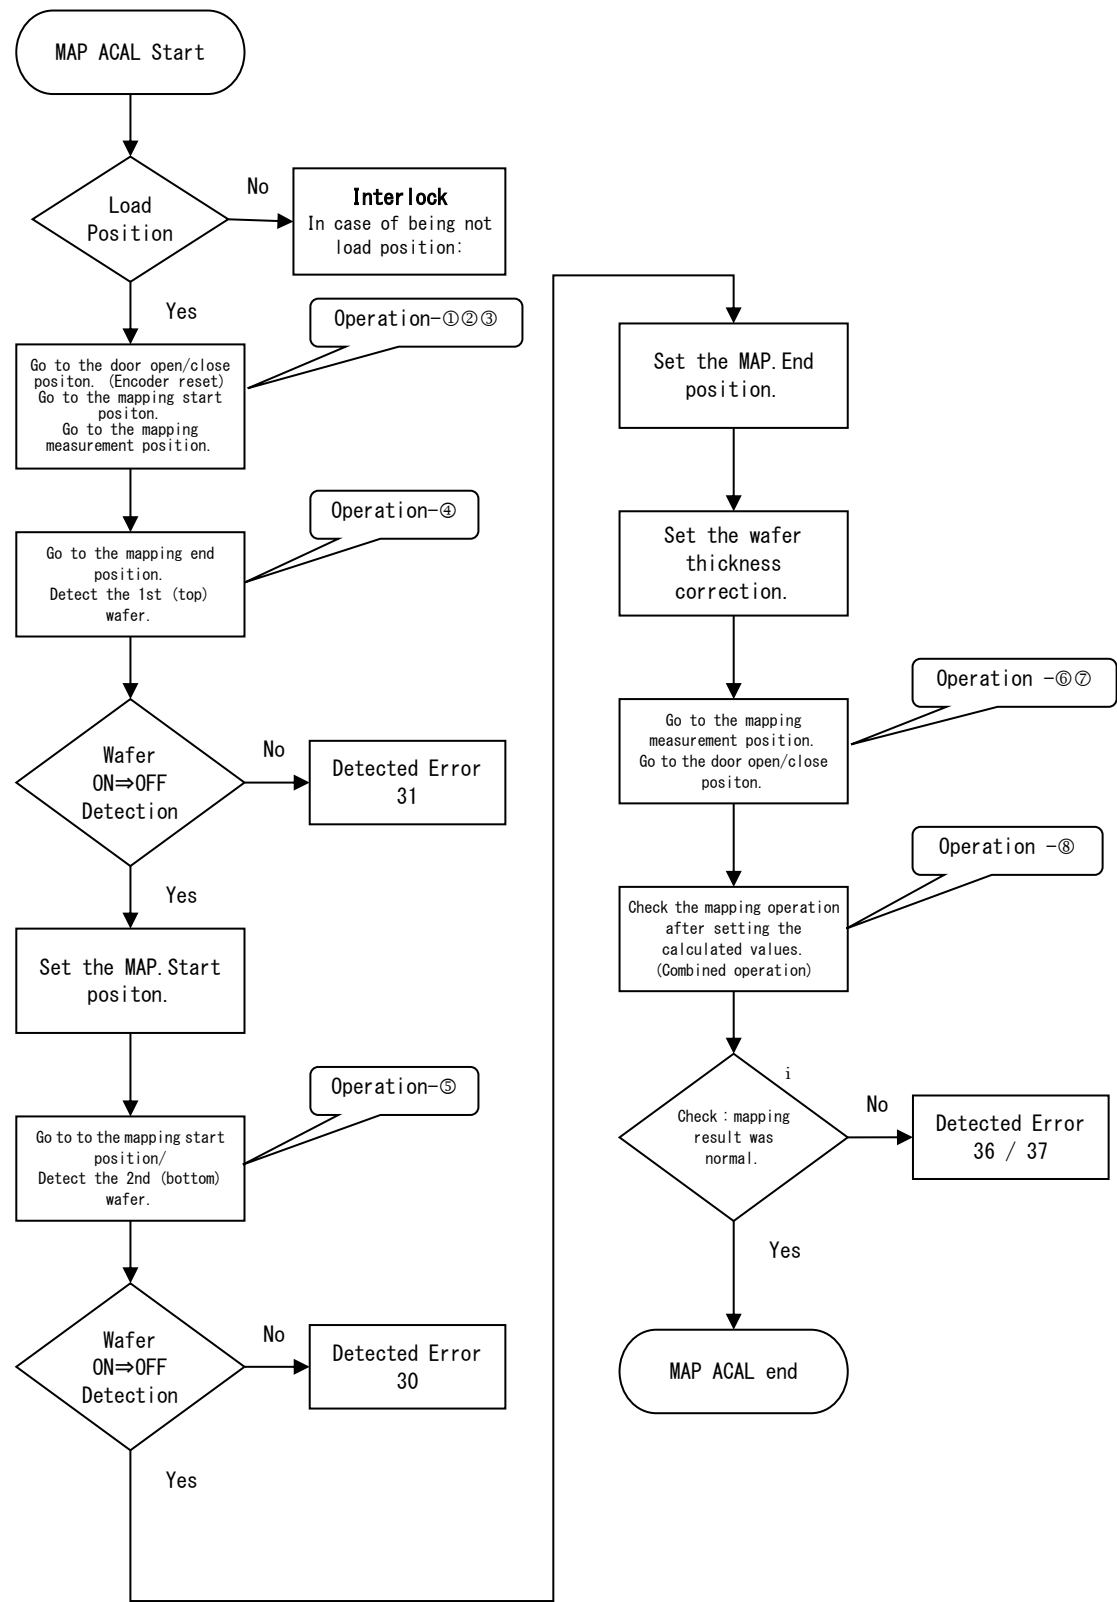 MAP ACAL Start
Load
Position
No
Interlock
In case of being not
load position:
Yes
Operation-①②③
Go to the door open/close
positon. (Encoder reset)
Go to the mapping start
positon.
Go to the mapping
measurement position.
Operation-④
Go to the mapping end
position.
Detect the 1st (top)
wafer.
Wafer
ON⇒OFF
Detection
No
Detected Error
31
Yes
Set the MAP.Start
positon.
Operation-⑤
Go to to the mapping start
position/
Detect the 2nd (bottom)
wafer.
Wafer
ON⇒OFF
Detection
No
Detected Error
30
Yes
Set the MAP.End
position.
Set the wafer
thickness
correction.
Operation -⑥⑦
Go to the mapping
measurement position.
Go to the door open/close
positon.
Operation -⑧
Check the mapping operation
after setting the
calculated values.
(Combined operation)
i
Check：mapping
result was
normal.
No
Detected Error
36 / 37
Yes
MAP ACAL end